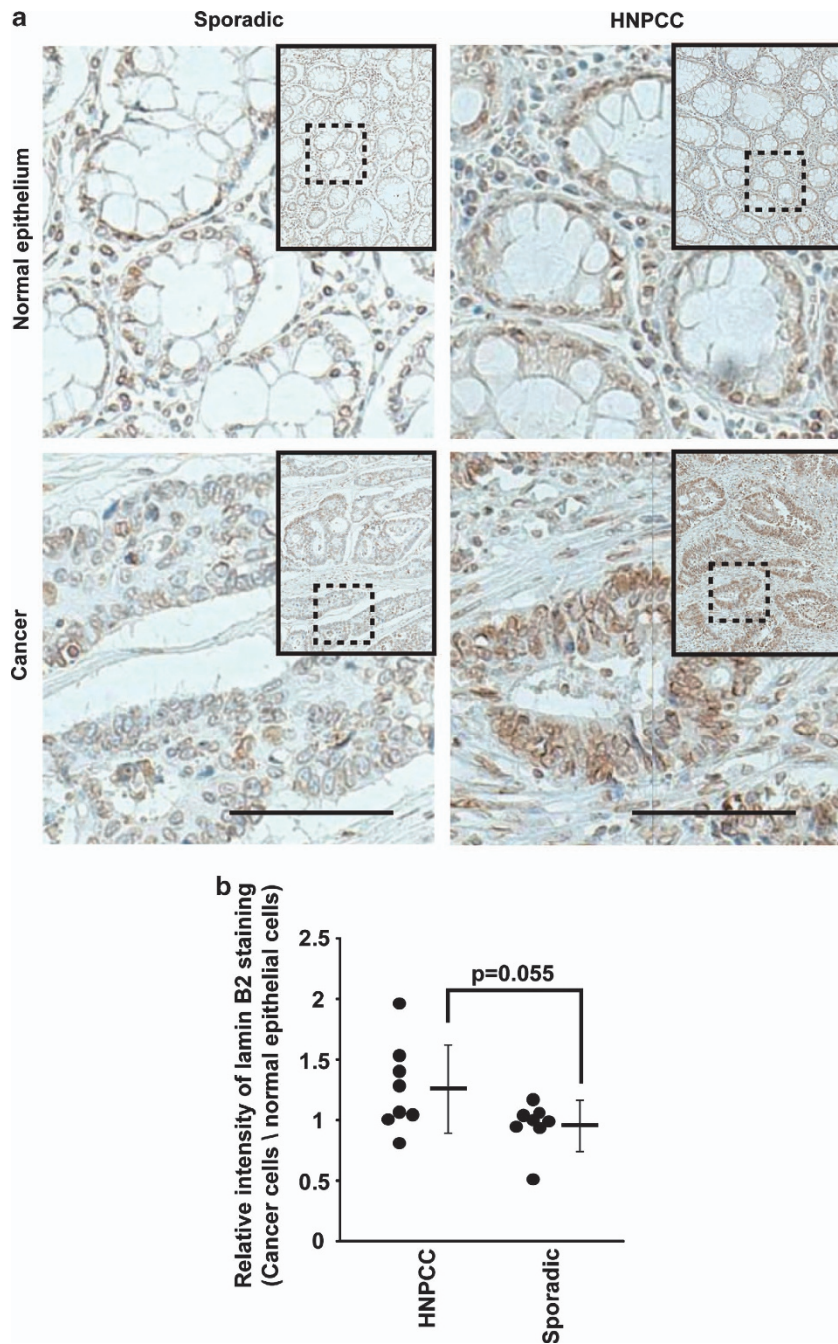 a
Sporadic
HNPCC
Normal epithelium
Cancer
b
Relative intensity of lamin B2 staining
(Cancer cells \ normal epithelial cells)
2.5
2
1.5
1
0.5
0
p=0.055
HNPCC
Sporadic